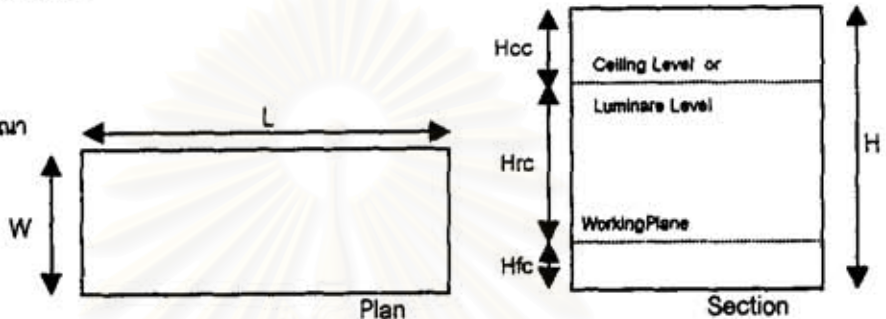 Hcc
Ceiling Level or
Luminare Level
L
Hrc
H
W
WorkingPlane
Hfc
Plan
Section